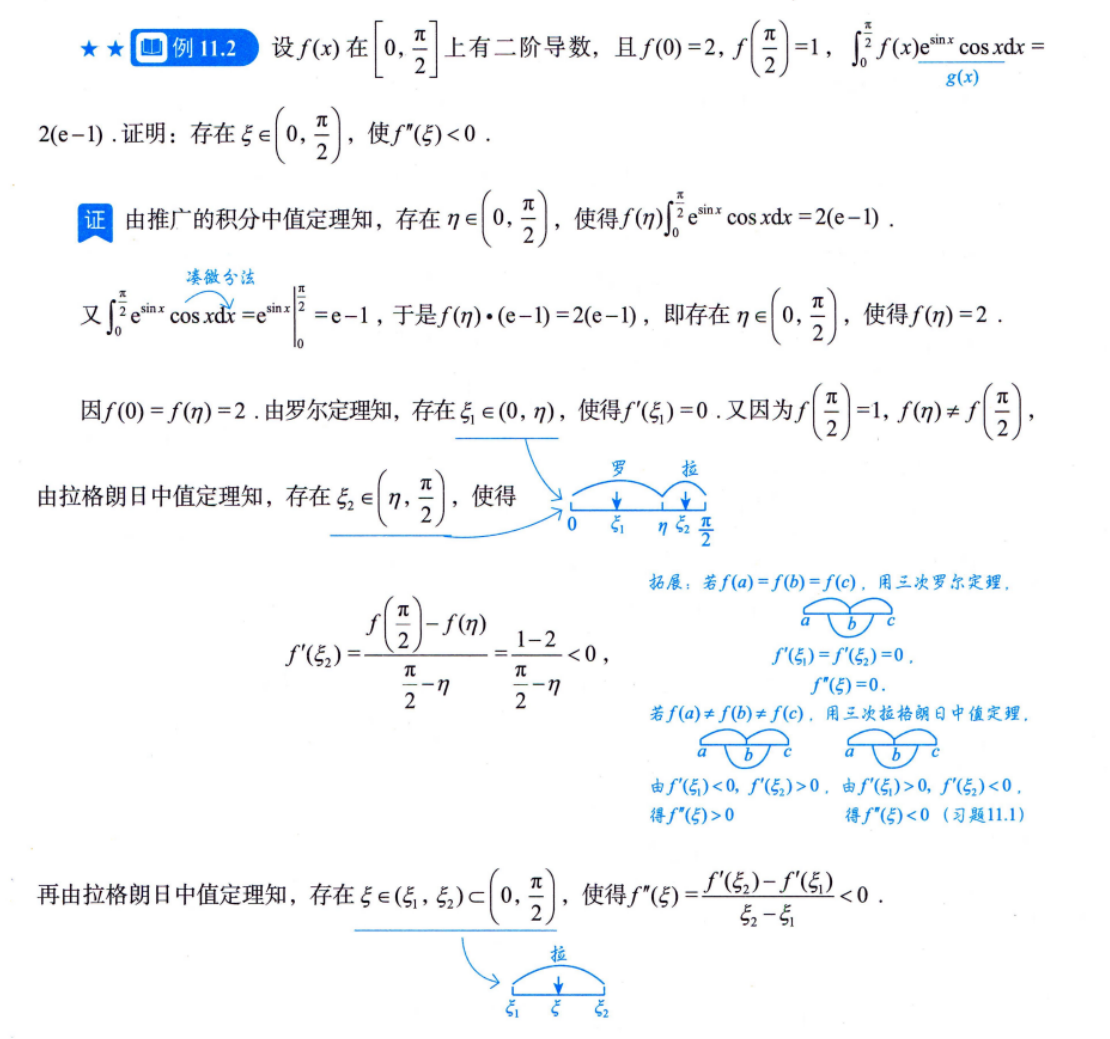 ★★ 例 11.2 设 f(x) 在 [0, π/2] 上有二阶导数，且 f(0)=2, f(π/2)=1，∫₀^{π/2} f(x)e^{sin x} cos xdx =
g(x)
2(e−1) .证明：存在 ξ∈(0, π/2)，使f″(ξ)<0 .
证 由推广的积分中值定理知，存在 η∈(0, π/2)，使得f(η)∫₀^{π/2} e^{sin x} cos xdx =2(e−1) .
凑微分法
又 ∫₀^{π/2} e^{sin x} cos xdx =e^{sin x}|₀^{π/2} =e−1，于是f(η)•(e−1)=2(e−1)，即存在 η∈(0, π/2)，使得f(η)=2 .
因f(0)=f(η)=2 .由罗尔定理知，存在ξ₁∈(0, η)，使得f′(ξ₁)=0 .又因为f(π/2)=1, f(η)≠f(π/2)，
由拉格朗日中值定理知，存在ξ₂∈(η, π/2)，使得
罗 拉
0 ξ₁ η ξ₂ π/2
f′(ξ₂)= (f(π/2)−f(η))/(π/2−η) = (1−2)/(π/2−η) <0，
拓展：若f(a)=f(b)=f(c)，用三次罗尔定理，
a b c
f′(ξ₁)=f′(ξ₂)=0，
f″(ξ)=0.
若f(a)≠f(b)≠f(c)，用三次拉格朗日中值定理，
a b c a b c
由f′(ξ₁)<0, f′(ξ₂)>0，由f′(ξ₁)>0, f′(ξ₂)<0，
得f″(ξ)>0 得f″(ξ)<0（习题11.1）
再由拉格朗日中值定理知，存在ξ∈(ξ₁, ξ₂)⊂(0, π/2)，使得f″(ξ)= (f′(ξ₂)−f′(ξ₁))/(ξ₂−ξ₁) <0 .
拉
ξ₁ ξ ξ₂